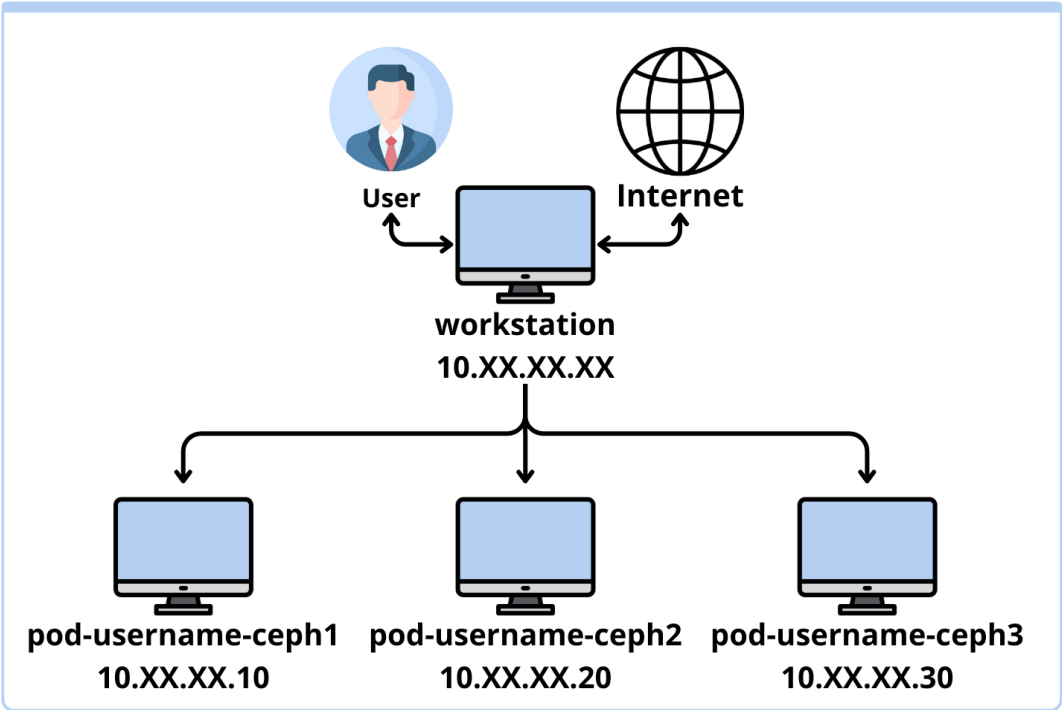 User
Internet
workstation
10.XX.XX.XX
pod-username-ceph1
10.XX.XX.10
pod-username-ceph2
10.XX.XX.20
pod-username-ceph3
10.XX.XX.30